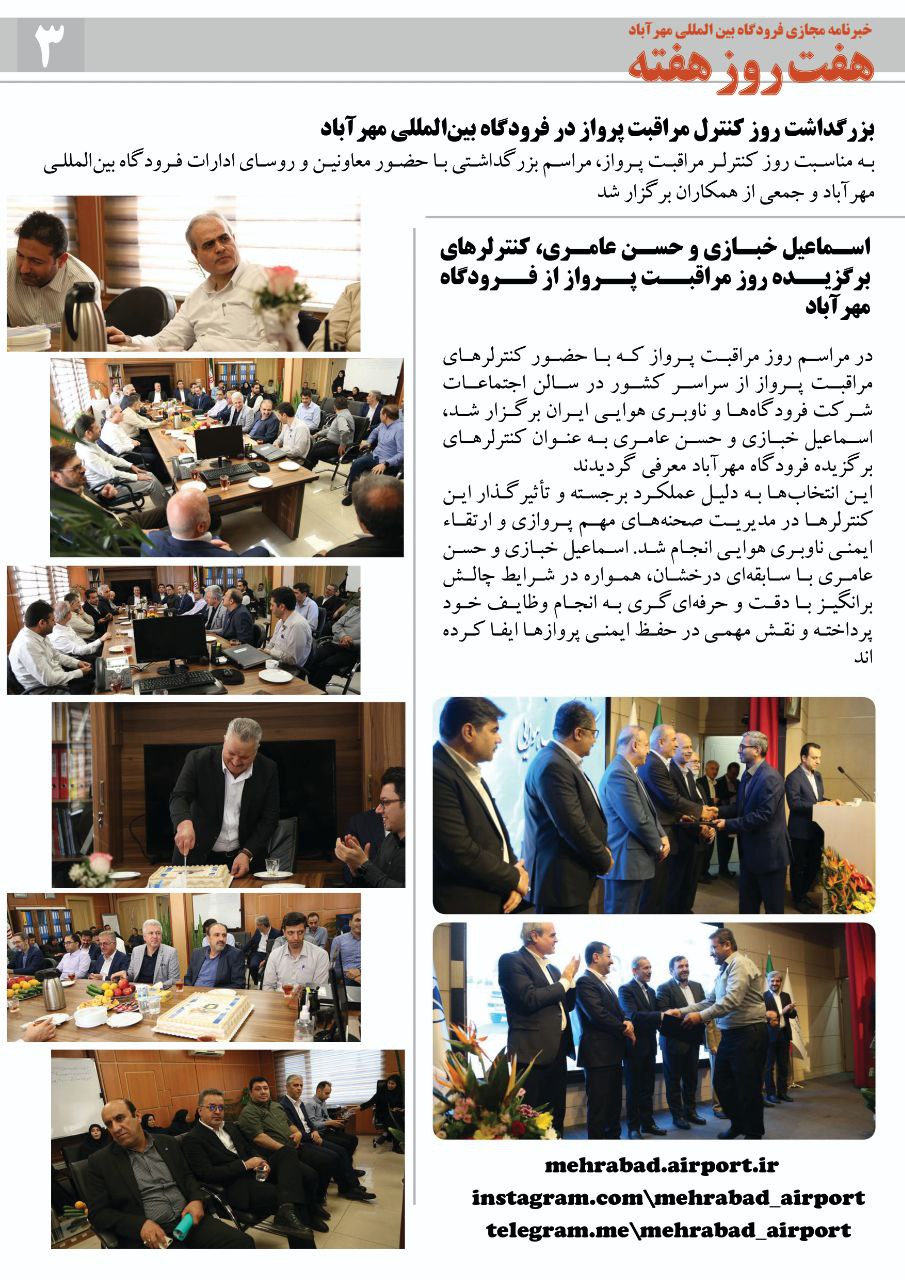 خبرنامه مجازی فرودگاه بین المللی مهرآباد
هفت روز هفته
۳
بزرگداشت روز کنترل مراقبت پرواز در فرودگاه بین‌المللی مهرآباد
به مناسبت روز کنترلر مراقبت پرواز، مراسم بزرگداشتی با حضور معاونین و روسای ادارات فرودگاه بین‌المللی
مهرآباد و جمعی از همکاران برگزار شد
اسماعیل خبازی و حسن عامری، کنترلرهای
برگزیده روز مراقبت پرواز از فرودگاه
مهرآباد
در مراسم روز مراقبت پرواز که با حضور کنترلرهای
مراقبت پرواز از سراسر کشور در سالن اجتماعات
شرکت فرودگاه‌ها و ناوبری هوایی ایران برگزار شد،
اسماعیل خبازی و حسن عامری به عنوان کنترلرهای
برگزیده فرودگاه مهرآباد معرفی گردیدند
این انتخاب‌ها به دلیل عملکرد برجسته و تأثیرگذار این
کنترلرها در مدیریت صحنه‌های مهم پروازی و ارتقاء
ایمنی ناوبری هوایی انجام شد. اسماعیل خبازی و حسن
عامری با سابقه‌ای درخشان، همواره در شرایط چالش
برانگیز با دقت و حرفه‌ای‌گری به انجام وظایف خود
پرداخته و نقش مهمی در حفظ ایمنی پروازها ایفا کرده
اند
mehrabad.airport.ir
instagram.com\mehrabad_airport
telegram.me\mehrabad_airport